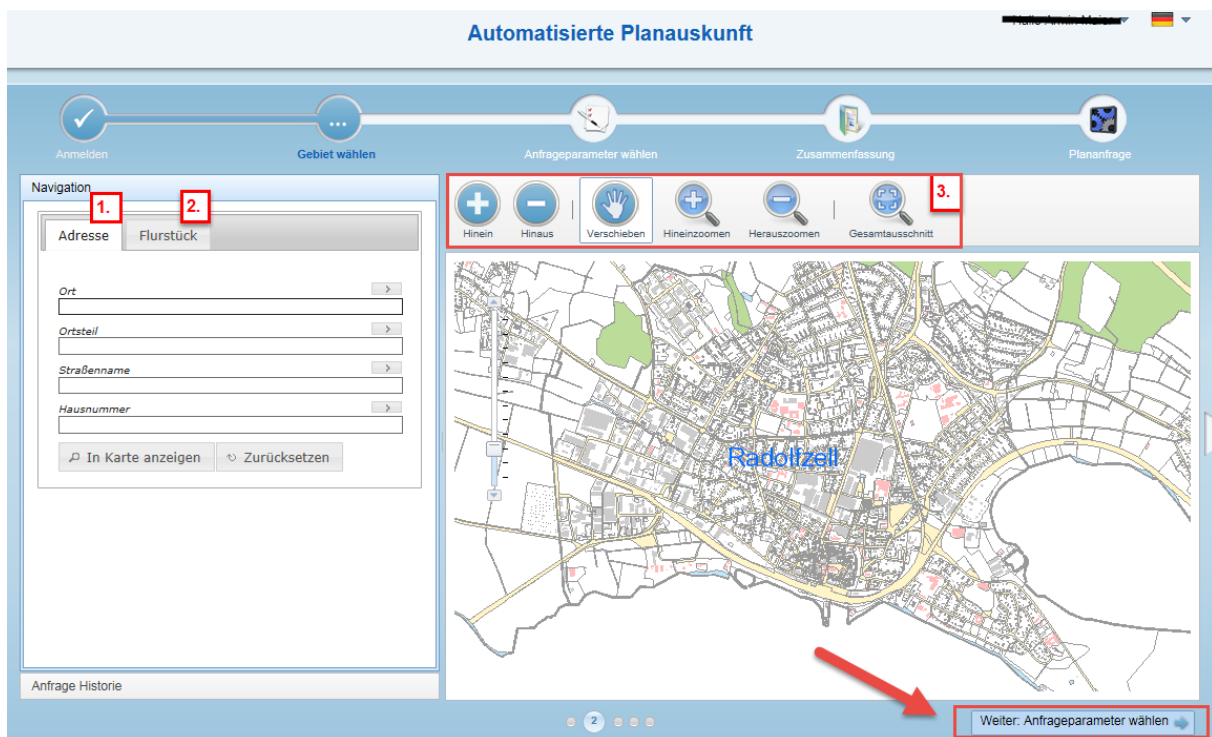 Automatisierte Planauskunft
Anmelden
Gebiet wählen
Anfrageparameter wählen
Zusammenfassung
Plananfrage
Navigation
1.
2.
3.
Adresse
Flurstück
Ort
Ortsteil
Straßenname
Hausnummer
In Karte anzeigen
Zurücksetzen
Hinein
Hinaus
Verschieben
Hineinzoomen
Herauszoomen
Gesamtausschnitt
Radolfzell
Anfrage Historie
2
Weiter: Anfrageparameter wählen